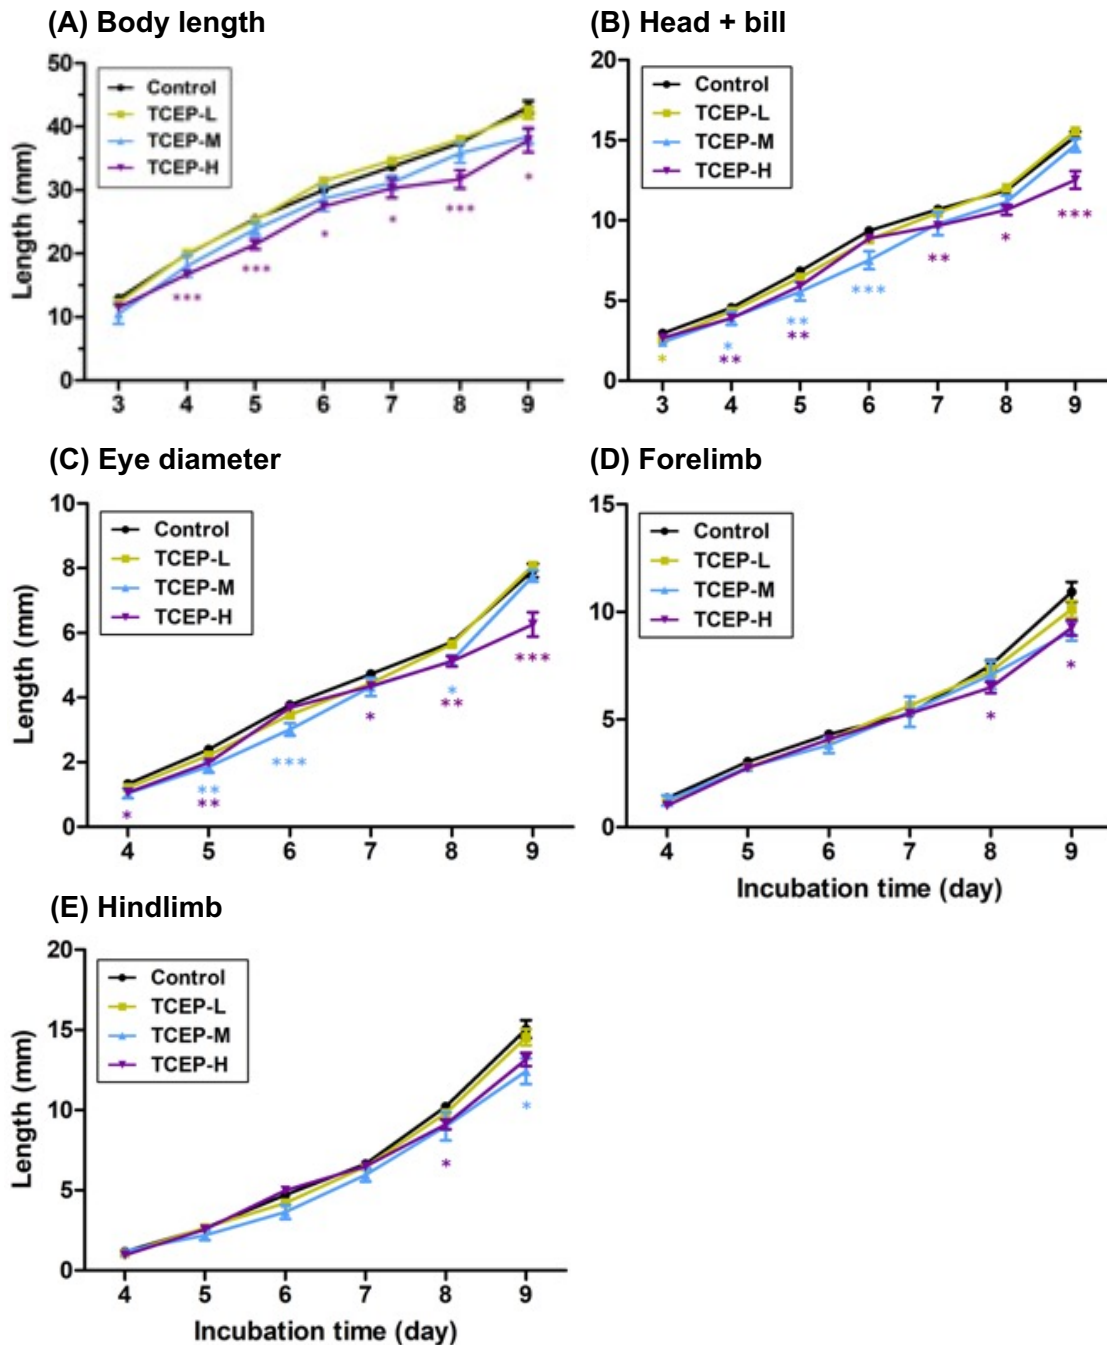 (A) Body length
Length (mm)
50
40
30
20
10
0
Control
TCEP-L
TCEP-M
TCEP-H
*** *** * * *** *
3 4 5 6 7 8 9
(B) Head + bill
20
15
10
5
0
Control
TCEP-L
TCEP-M
TCEP-H
* * ** ** ** *** ** * ***
3 4 5 6 7 8 9
(C) Eye diameter
Length (mm)
10
8
6
4
2
0
Control
TCEP-L
TCEP-M
TCEP-H
* ** ** *** * * ** ***
4 5 6 7 8 9
(D) Forelimb
15
10
5
0
Control
TCEP-L
TCEP-M
TCEP-H
* *
4 5 6 7 8 9
Incubation time (day)
(E) Hindlimb
Length (mm)
20
15
10
5
0
Control
TCEP-L
TCEP-M
TCEP-H
* *
4 5 6 7 8 9
Incubation time (day)